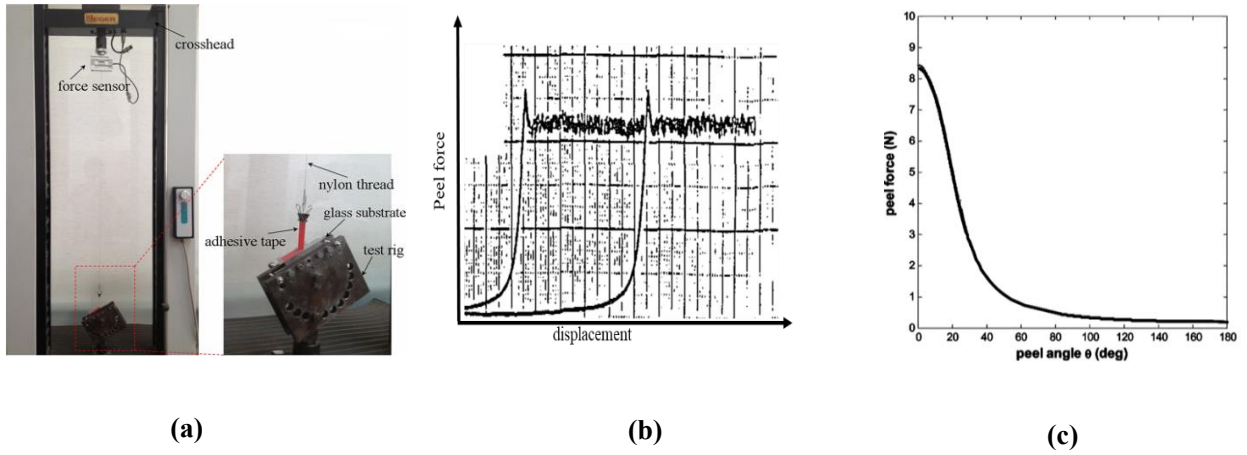 BOSER
crosshead
force sensor
nylon thread
glass substrate
adhesive tape
test rig
(a)
Peel force
displacement
(b)
10
9
8
7
6
5
4
3
2
1
0
peel force (N)
0 20 40 60 80 100 120 140 160 180
peel angle θ (deg)
(c)